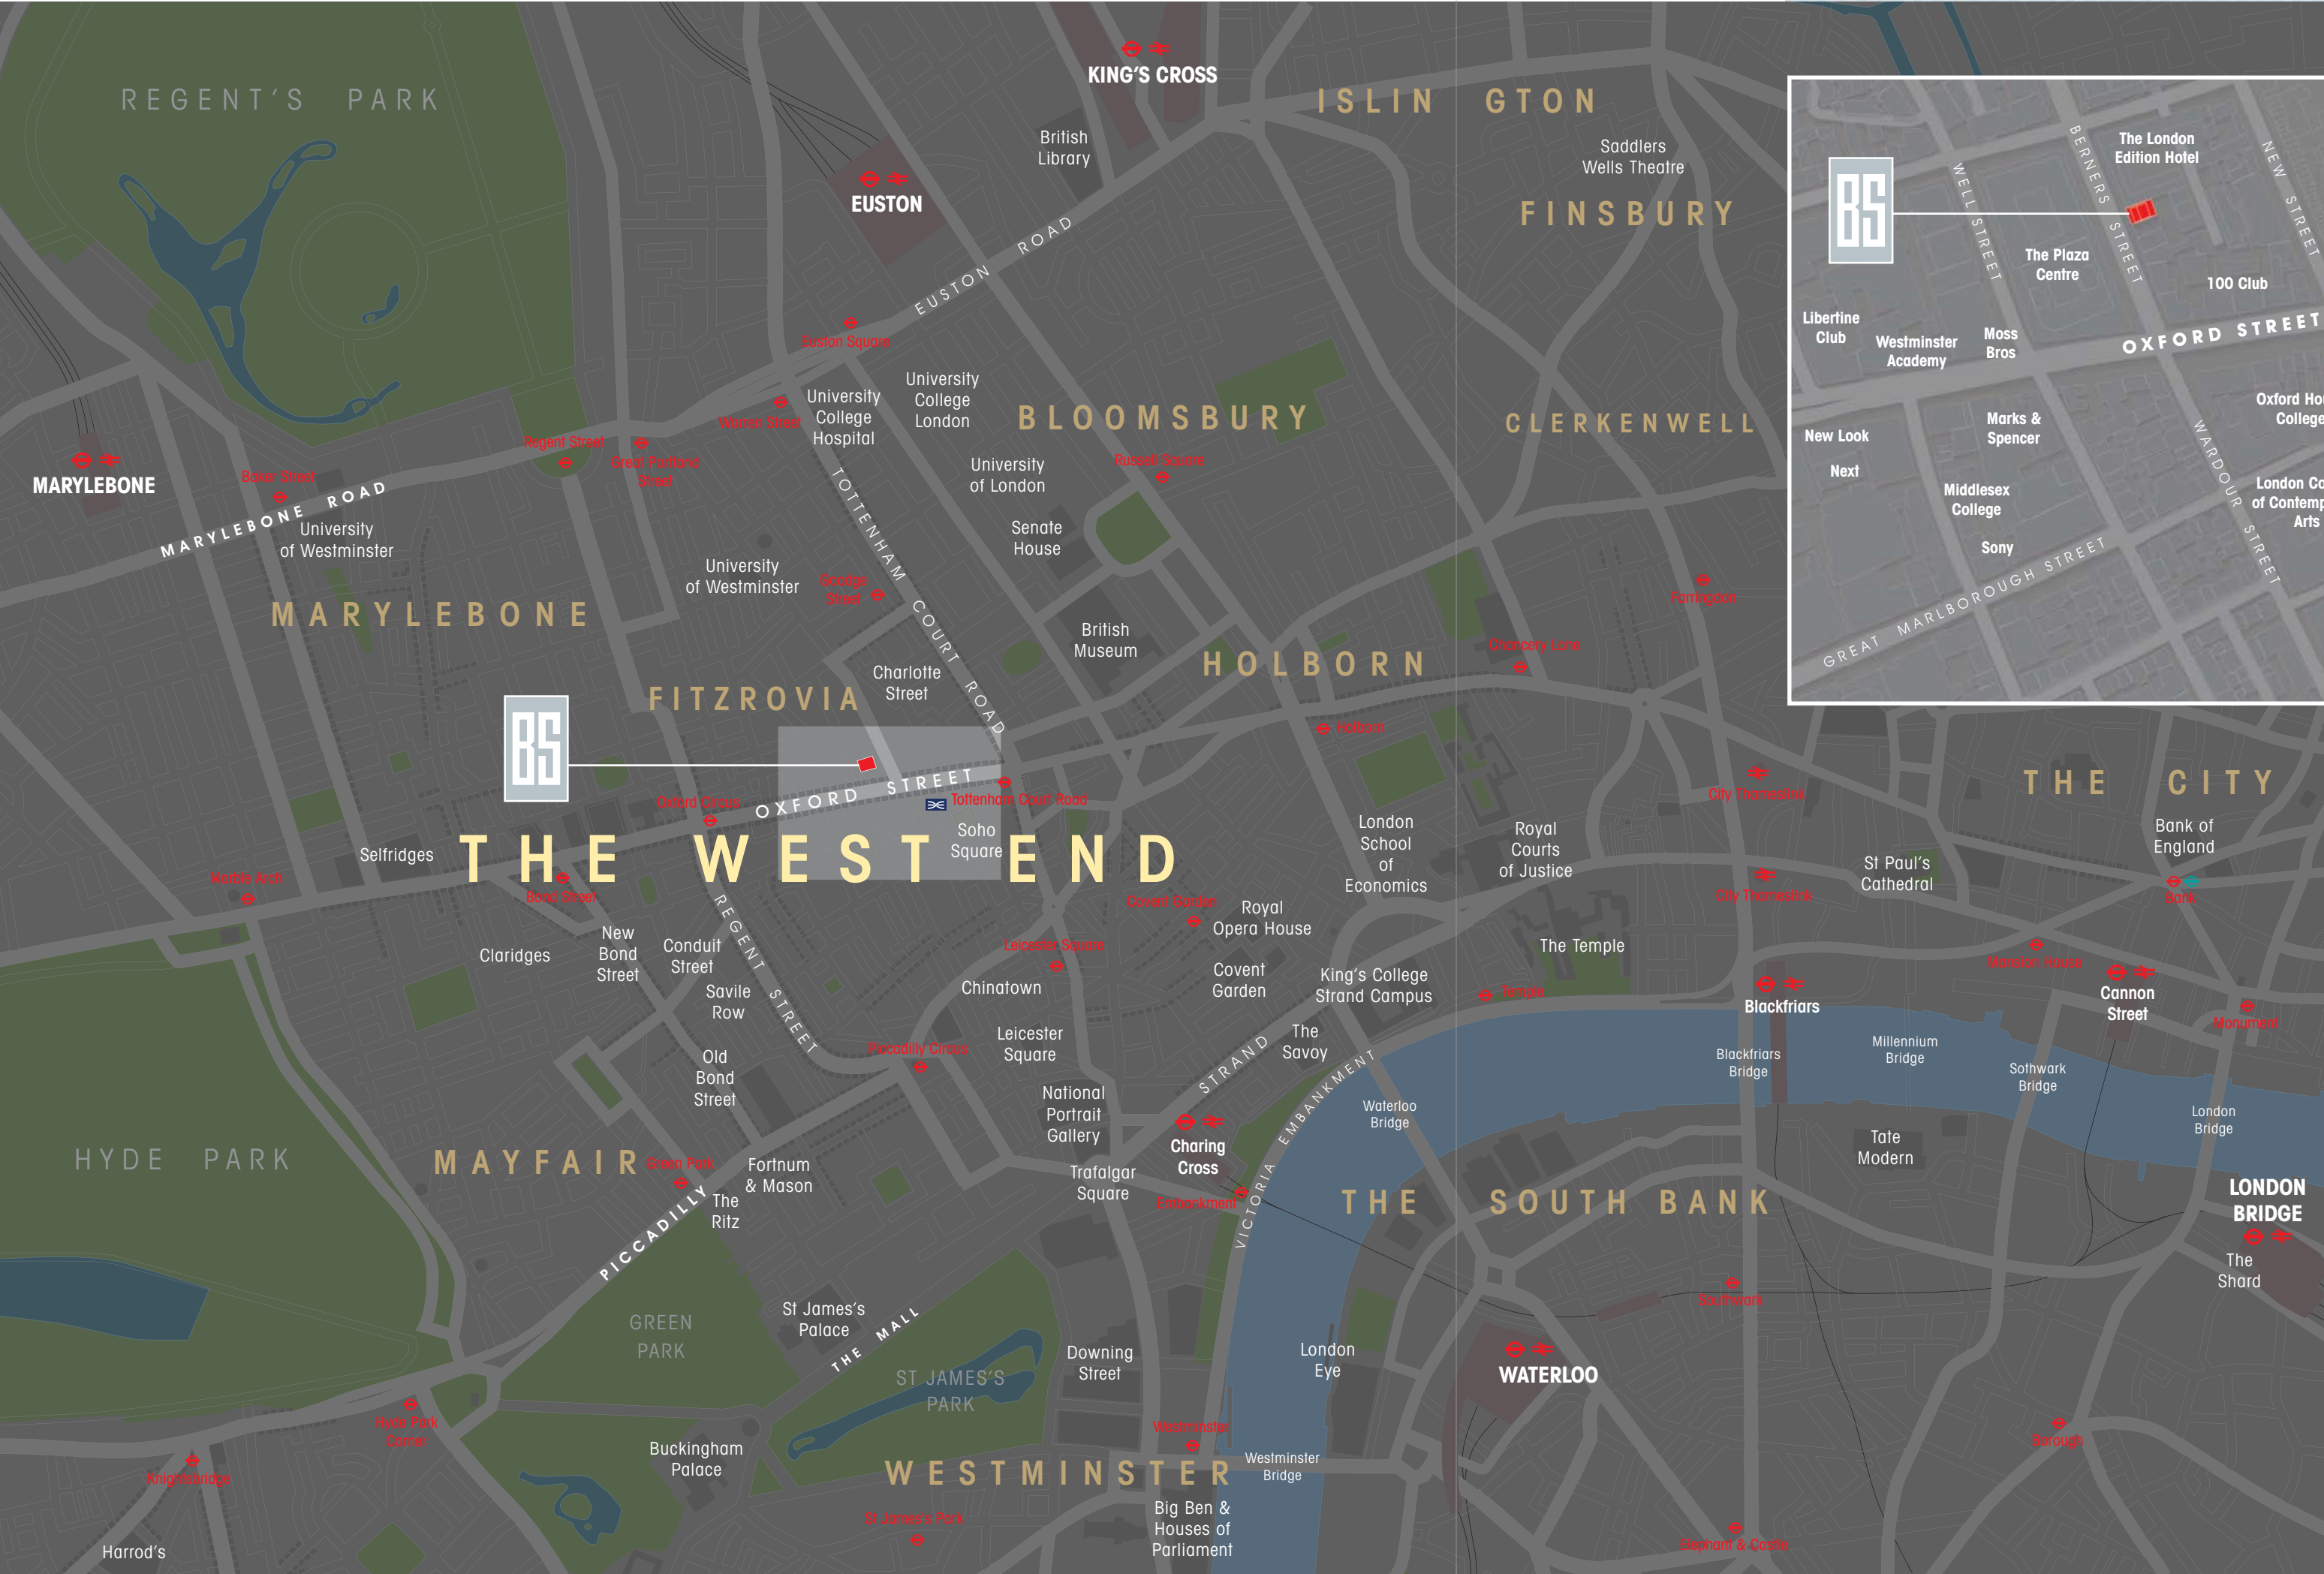 REGENT'S PARK
KING'S CROSS
British
Library
ISLIN GTON
Saddlers
Wells Theatre
FINSBURY
EUSTON
EUSTON ROAD
Euston Square
Warren Street
University
College
Hospital
University
College
London
BLOOMSBURY
CLERKENWELL
MARYLEBONE
Baker Street
MARYLEBONE ROAD
University
of Westminster
Regent Street
Great Portland
Street
University
of London
Russell Square
Senate
House
TOTTENHAM COURT ROAD
University
of Westminster
Goodge
Street
Farringdon
MARYLEBONE
British
Museum
Chancery Lane
HOLBORN
Charlotte
Street
FITZROVIA
BS
Holborn
OXFORD STREET
Oxford Circus
Tottenham Court Road
Soho
Square
THE WEST END
Selfridges
Marble Arch
Bond Street
City Thameslink
THE CITY
Bank of
England
London
School
of
Economics
Royal
Courts
of Justice
City Thameslink
St Paul's
Cathedral
Bank
Covent Garden
Royal
Opera House
REGENT STREET
New
Bond
Street
Conduit
Street
Claridges
Leicester Square
The Temple
Mansion House
Savile
Row
Chinatown
Covent
Garden
King's College
Strand Campus
Temple
Blackfriars
Cannon
Street
Monument
Old
Bond
Street
Piccadilly Circus
Leicester
Square
The
Savoy
STRAND
VICTORIA EMBANKMENT
Blackfriars
Bridge
Millennium
Bridge
Sothwark
Bridge
London
Bridge
National
Portrait
Gallery
Waterloo
Bridge
Charing
Cross
Tate
Modern
HYDE PARK
MAYFAIR
Green Park
Fortnum
& Mason
The
Ritz
PICCADILLY
Trafalgar
Square
Embankment
THE SOUTH BANK
LONDON
BRIDGE
The
Shard
Southwark
GREEN
PARK
St James's
Palace
THE MALL
ST JAMES'S
PARK
Downing
Street
London
Eye
WATERLOO
Hyde Park
Corner
Knightsbridge
Buckingham
Palace
Westminster
WESTMINSTER
Westminster
Bridge
Borough
St James's Park
Big Ben &
Houses of
Parliament
Elephant & Castle
Harrod's
BS
WELL STREET
BERNERS STREET
The London
Edition Hotel
NEW STREET
The Plaza
Centre
100 Club
Libertine
Club
Westminster
Academy
Moss
Bros
OXFORD STREET
New Look
Next
Marks &
Spencer
Oxford Hou
College
WARDOUR STREET
Middlesex
College
London Co
of Contemp
Arts
Sony
GREAT MARLBOROUGH STREET